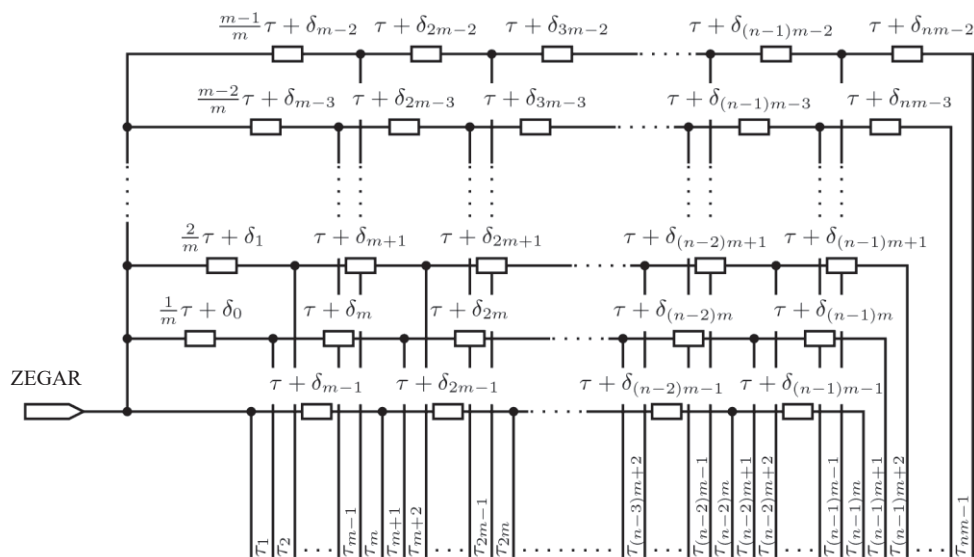 m−1/m τ + δ_{m−2} τ + δ_{2m−2} τ + δ_{3m−2} τ + δ_{(n−1)m−2} τ + δ_{nm−2}
m−2/m τ + δ_{m−3} τ + δ_{2m−3} τ + δ_{3m−3} τ + δ_{(n−1)m−3} τ + δ_{nm−3}
2/m τ + δ_1 τ + δ_{m+1} τ + δ_{2m+1} τ + δ_{(n−2)m+1} τ + δ_{(n−1)m+1}
1/m τ + δ_0 τ + δ_m τ + δ_{2m} τ + δ_{(n−2)m} τ + δ_{(n−1)m}
ZEGAR
τ + δ_{m−1} τ + δ_{2m−1} τ + δ_{(n−2)m−1} τ + δ_{(n−1)m−1}
τ_1
τ_2
τ_{m−1}
τ_m
τ_{m+1}
τ_{m+2}
τ_{2m−1}
τ_{2m}
τ_{(n−3)m+2}
τ_{(n−2)m−1}
τ_{(n−2)m}
τ_{(n−2)m+1}
τ_{(n−2)m+2}
τ_{(n−1)m−1}
τ_{(n−1)m}
τ_{(n−1)m+1}
τ_{(n−1)m+2}
τ_{nm−1}